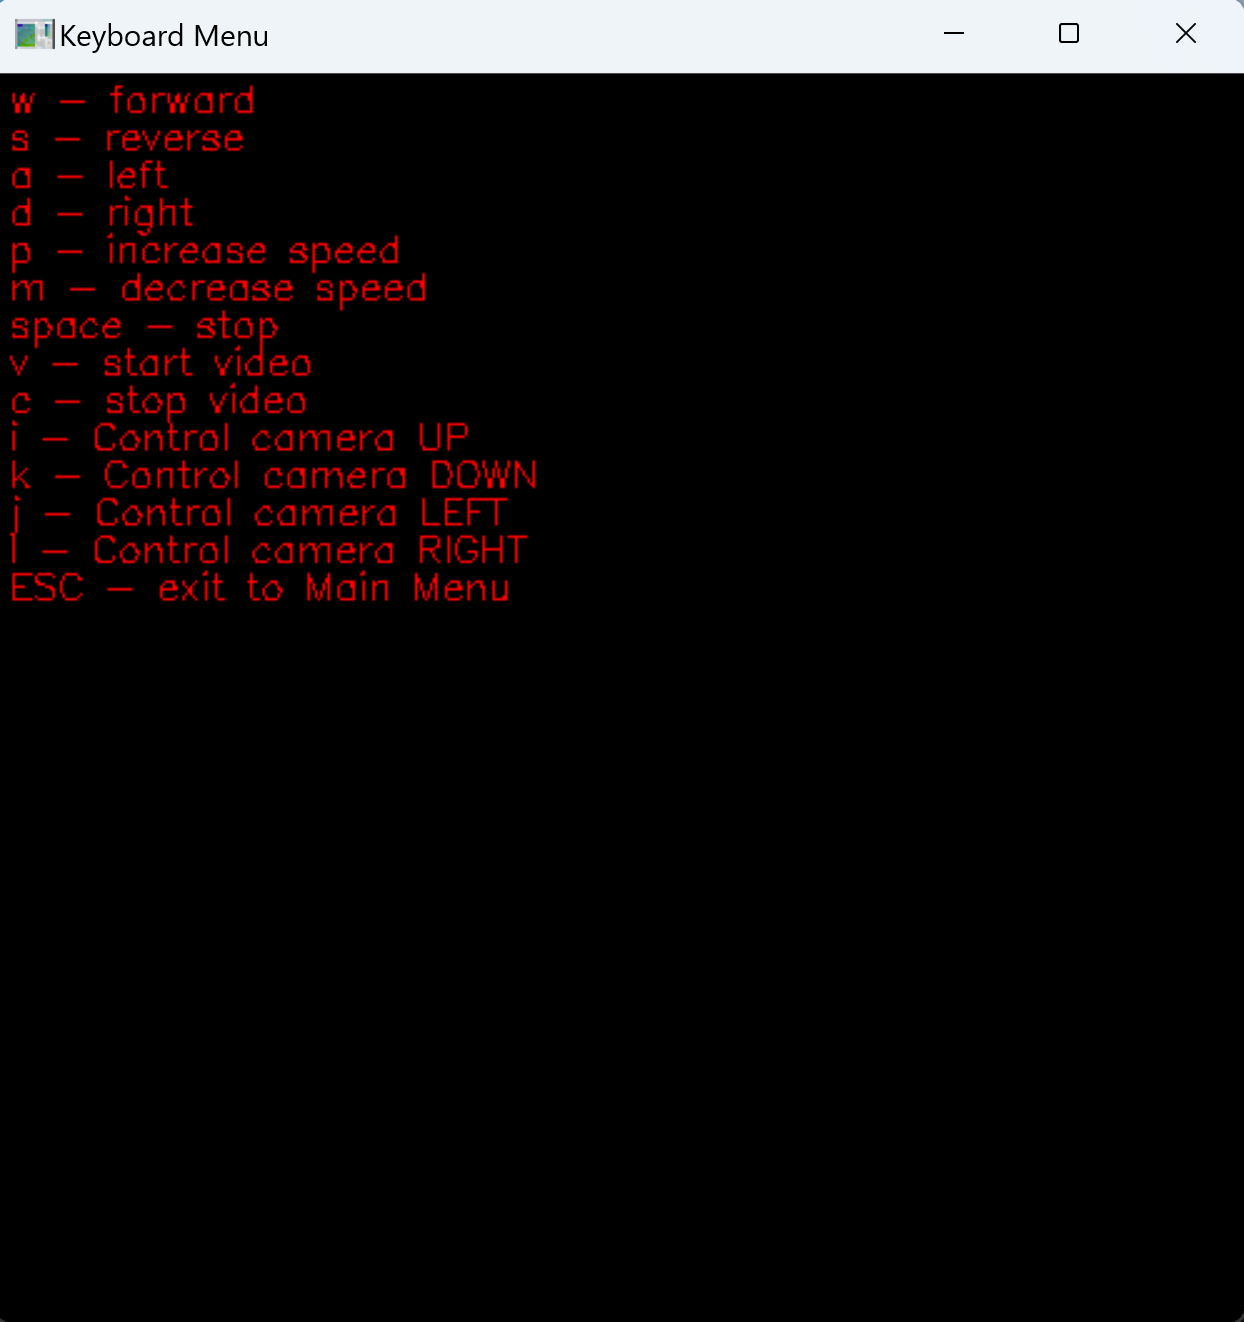 Keyboard Menu
w - forward
s - reverse
a - left
d - right
p - increase speed
m - decrease speed
space - stop
v - start video
c - stop video
i - Control camera UP
k - Control camera DOWN
j - Control camera LEFT
l - Control camera RIGHT
ESC - exit to Main Menu